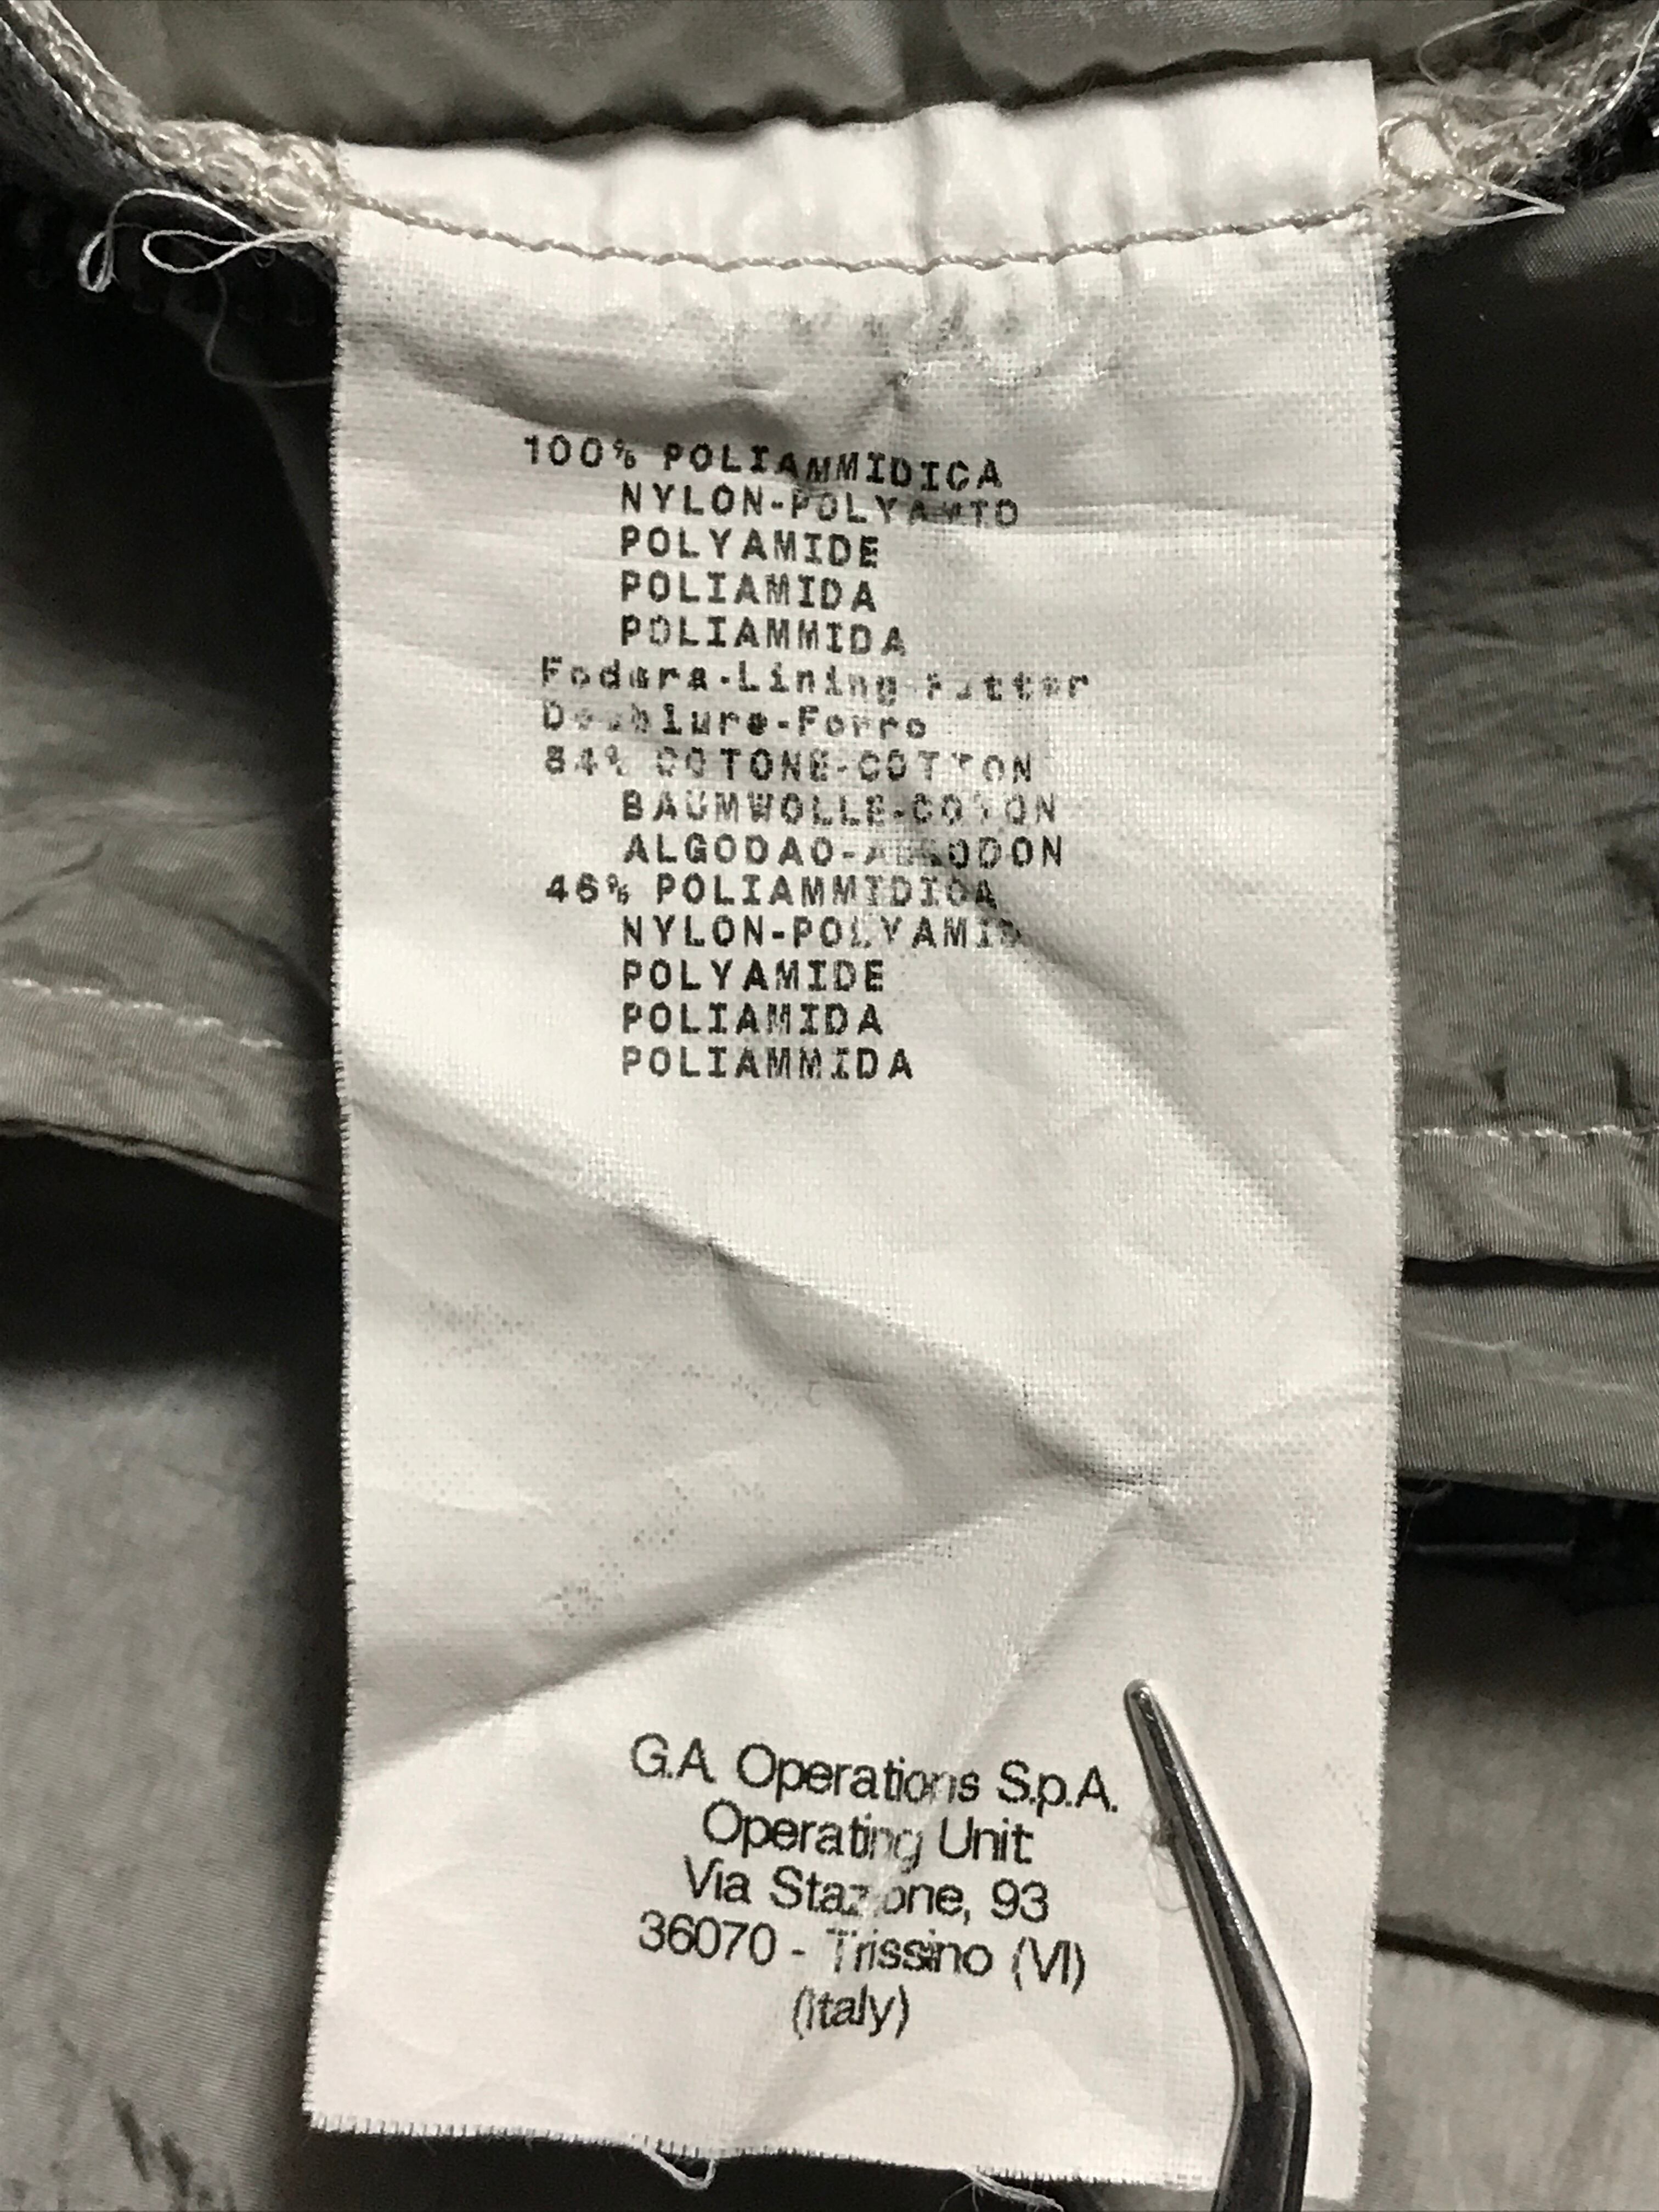 100% POLIAMMIDICA
NYLON-POLYAMID
POLYAMIDE
POLIAMIDA
POLIAMMIDA
Fodera-Lining-Futter
Doublure-Forro
54% COTONE-COTTON
BAUMWOLLE-COTON
ALGODAO-ALGODON
46% POLIAMMIDICA
NYLON-POLYAMID
POLYAMIDE
POLIAMIDA
POLIAMMIDA
G.A. Operations S.p.A.
Operating Unit:
Via Stazione, 93
36070 - Trissino (VI)
(Italy)